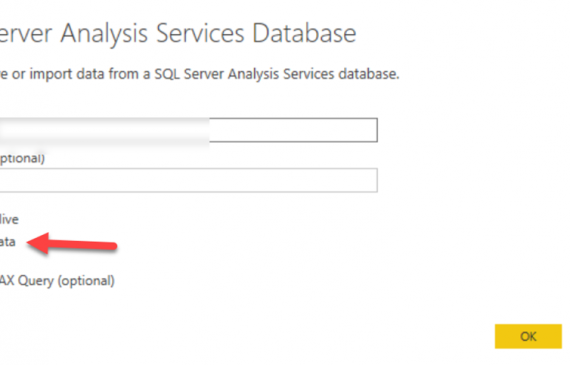 erver Analysis Services Database
e or import data from a SQL Server Analysis Services database.
ptional)
live
ata
AX Query (optional)
OK